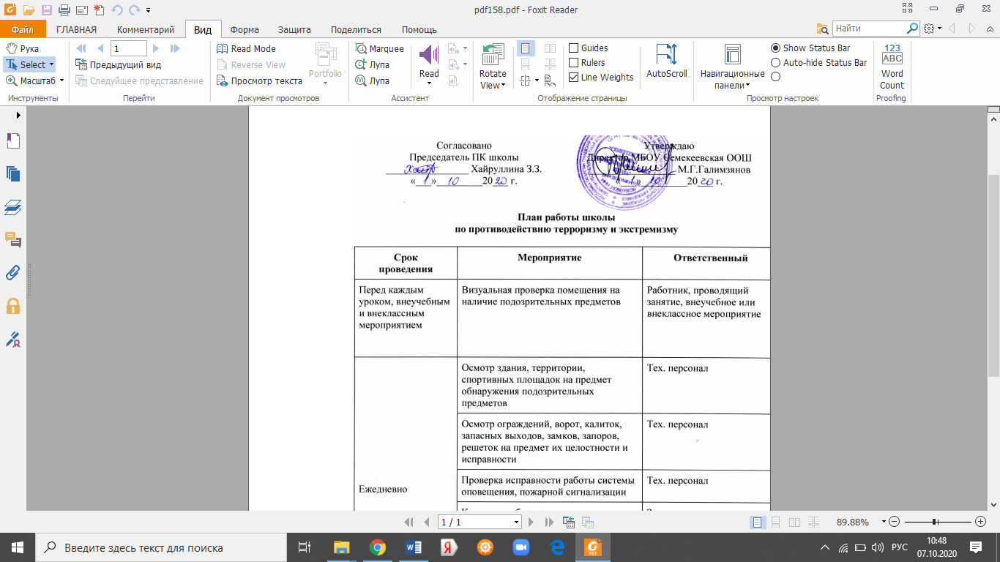 pdf158.pdf - Foxit Reader
Файл ГЛАВНАЯ Комментарий Вид Форма Защита Поделиться Помощь Найти
Рука 1 Read Mode Marquee Guides Show Status Bar 123
Select Предыдущий вид Reverse View Portfolio Лупа Read Rotate View Rulers AutoScroll Навигационные панели Auto-hide Status Bar ABC Word Count
Масштаб Следущее представление Просмотр текста Лупа Line Weights
Инструменты Перейти Документ просмотров Ассистент Отображение страницы Просмотр настроек Proofing
Согласовано
Председатель ПК школы
Хайруллина З.З.
« 1 » 10 2020 г.
Утверждаю
Директор МБОУ Семекеевская ООШ
М.Г.Галимзянов
« 1 » 10 2020 г.
План работы школы
по противодействию терроризму и экстремизму
Срок
проведения
Мероприятие
Ответственный
Перед каждым
уроком, внеучебным
и внеклассным
мероприятием
Визуальная проверка помещения на
наличие подозрительных предметов
Работник, проводящий
занятие, внеучебное или
внеклассное мероприятие
Ежедневно
Осмотр здания, территории,
спортивных площадок на предмет
обнаружения подозрительных
предметов
Тех. персонал
Осмотр ограждений, ворот, калиток,
запасных выходов, замков, запоров,
решеток на предмет их целостности и
исправности
Тех. персонал
Проверка исправности работы системы
оповещения, пожарной сигнализации
Тех. персонал
1 / 1 89.88%
Введите здесь текст для поиска РУС 10:48
07.10.2020